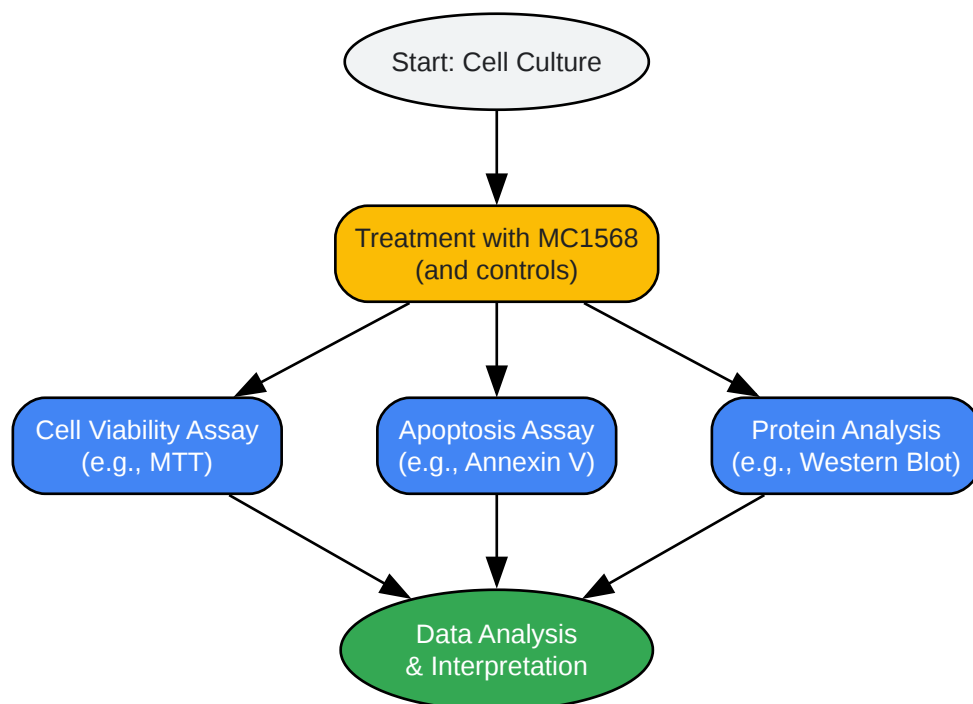 Start: Cell Culture
Treatment with MC1568
(and controls)
Cell Viability Assay
(e.g., MTT)
Apoptosis Assay
(e.g., Annexin V)
Protein Analysis
(e.g., Western Blot)
Data Analysis
& Interpretation